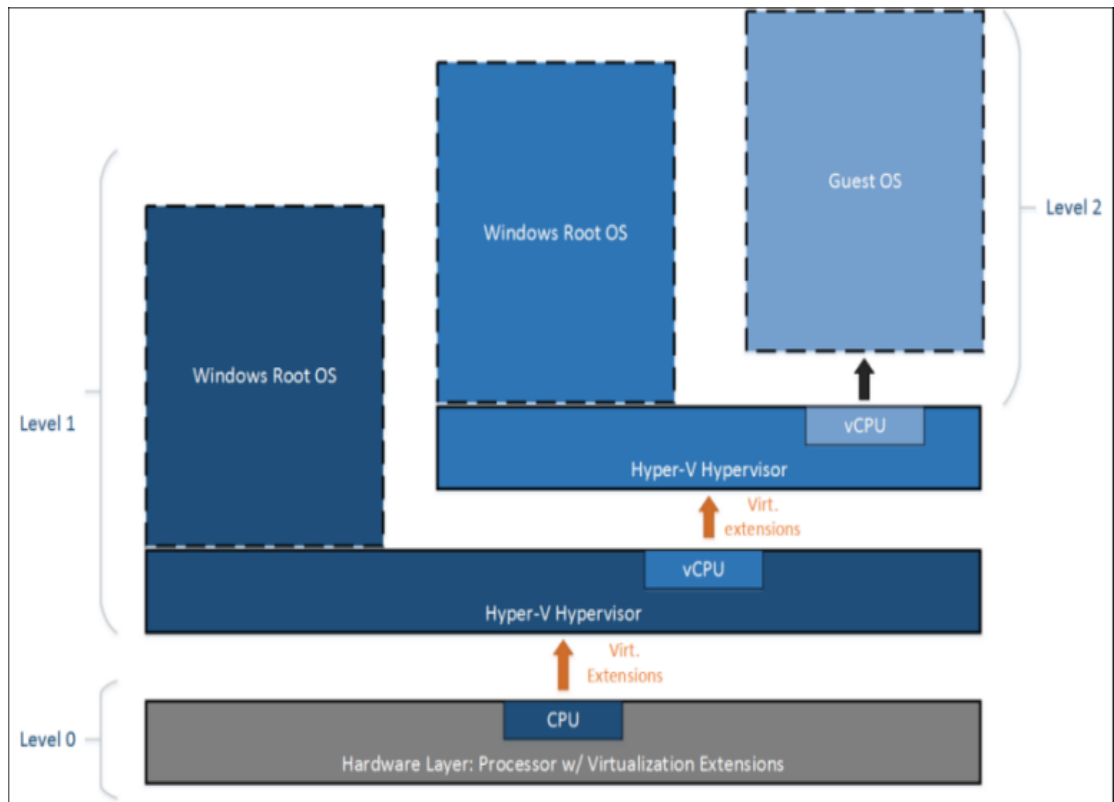 Guest OS
Level 2
Windows Root OS
Windows Root OS
Level 1
vCPU
Hyper-V Hypervisor
Virt.
extensions
vCPU
Hyper-V Hypervisor
Virt.
Extensions
CPU
Level 0
Hardware Layer: Processor w/ Virtualization Extensions